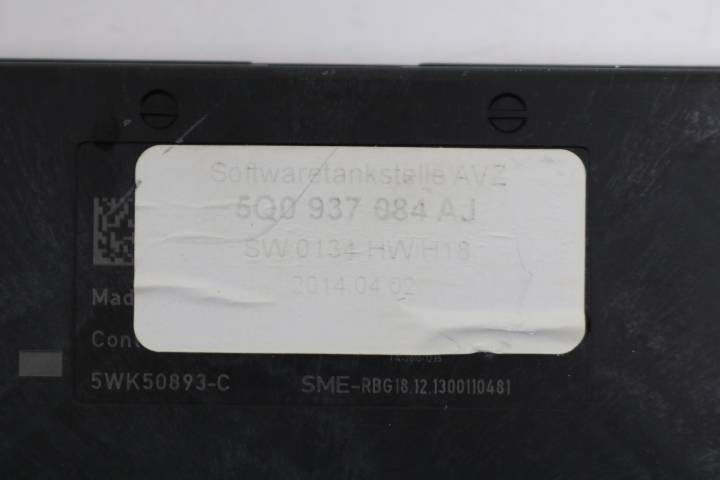 Softwaretankstelle AVZ
5Q0 937 084 AJ
SW 0134 HW H18
2014 04 02
Mad
Con
5WK50893-C
SME-RBG18.12.1300110481